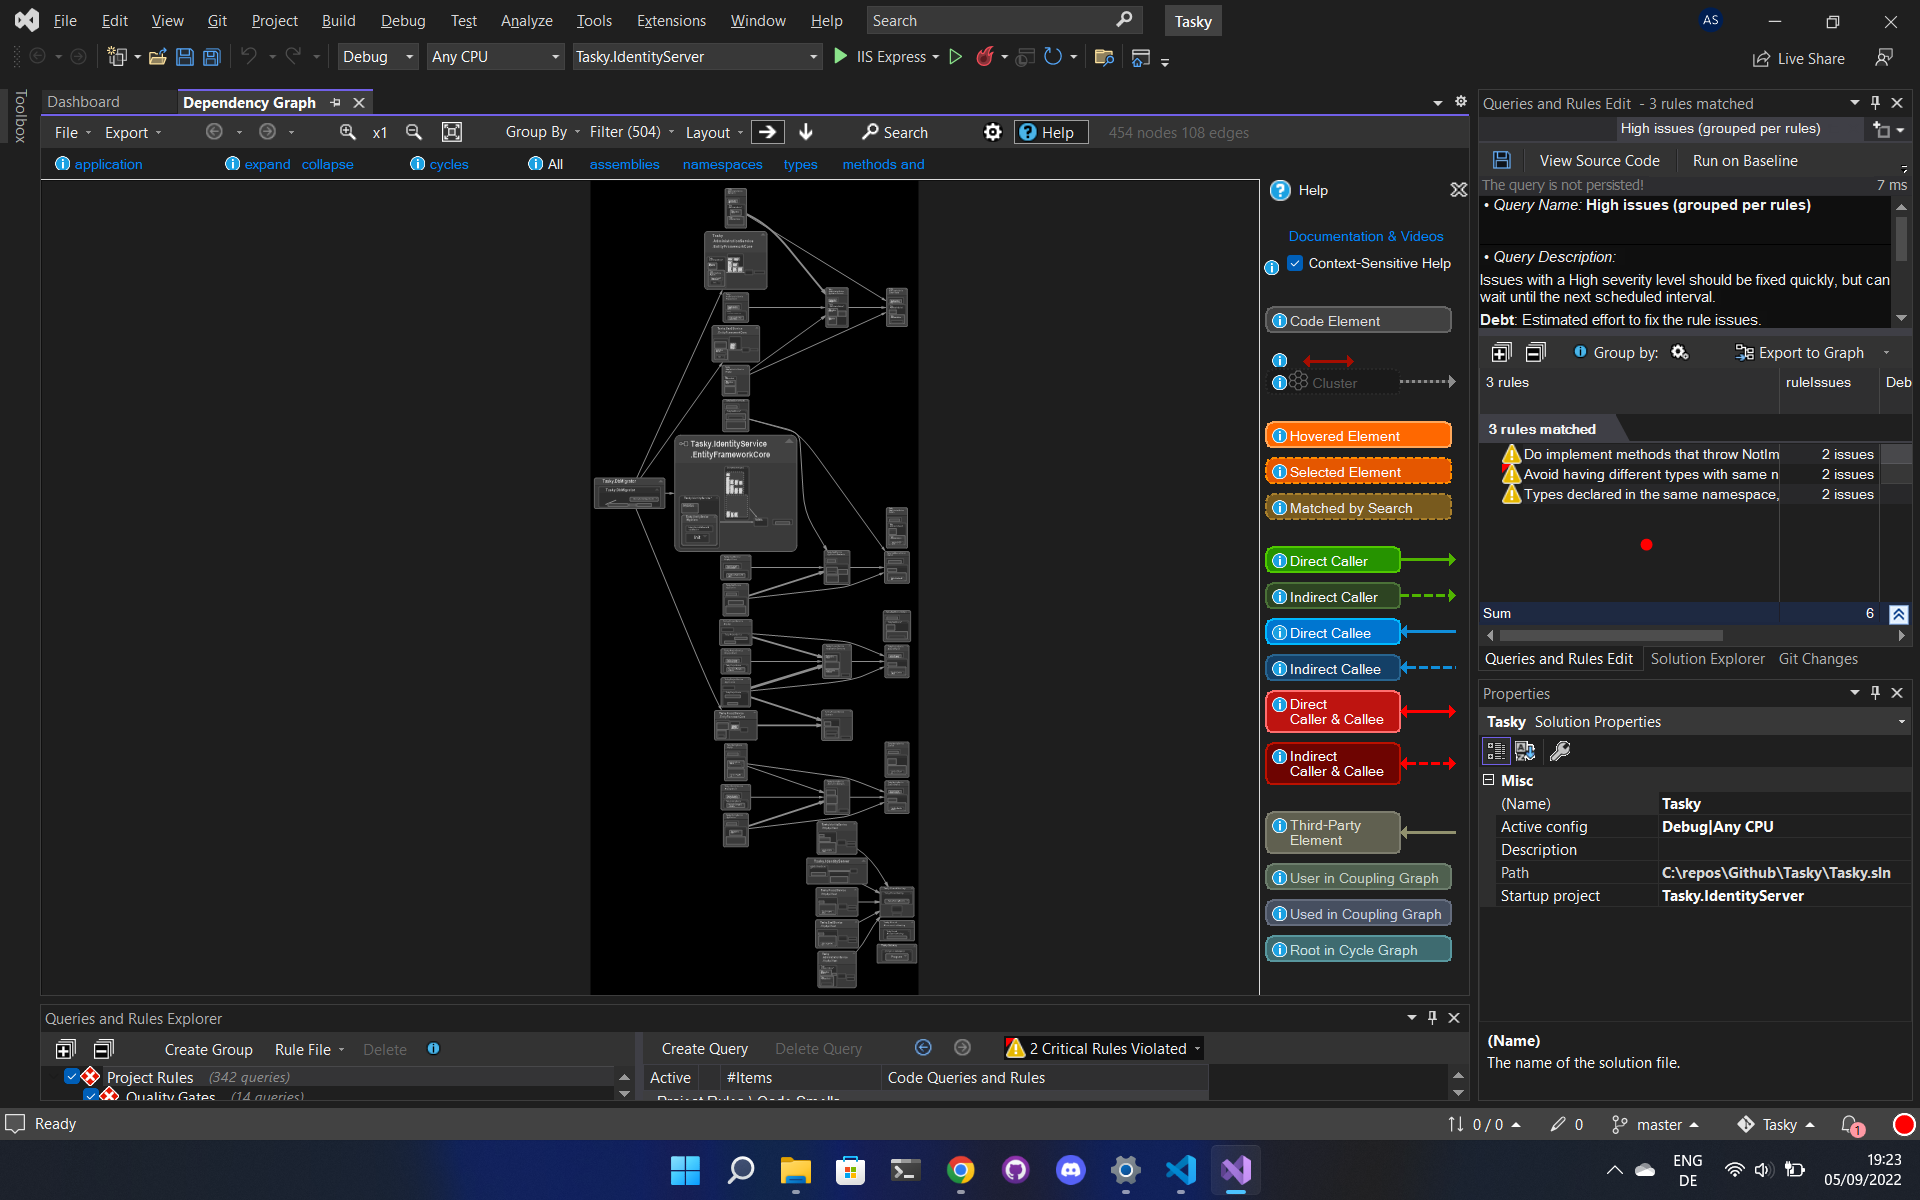 File Edit View Git Project Build Debug Test Analyze Tools Extensions Window Help Search Tasky AS
Debug Any CPU Tasky.IdentityServer IIS Express Live Share
Toolbox
Dashboard Dependency Graph
File Export x1 Group By Filter (504) Layout Search Help 454 nodes 108 edges
application expand collapse cycles All assemblies namespaces types methods and
Tasky.IdentityService
.EntityFrameworkCore
Help
Documentation & Videos
Context-Sensitive Help
Code Element
Cluster
Hovered Element
Selected Element
Matched by Search
Direct Caller
Indirect Caller
Direct Callee
Indirect Callee
Direct
Caller & Callee
Indirect
Caller & Callee
Third-Party
Element
User in Coupling Graph
Used in Coupling Graph
Root in Cycle Graph
Queries and Rules Edit - 3 rules matched
High issues (grouped per rules)
View Source Code Run on Baseline
The query is not persisted! 7 ms
• Query Name: High issues (grouped per rules)
• Query Description:
Issues with a High severity level should be fixed quickly, but can
wait until the next scheduled interval.
Debt: Estimated effort to fix the rule issues.
Group by: Export to Graph
3 rules ruleIssues Deb
3 rules matched
Do implement methods that throw NotIm 2 issues
Avoid having different types with same n 2 issues
Types declared in the same namespace, 2 issues
Sum 6
Queries and Rules Edit Solution Explorer Git Changes
Properties
Tasky Solution Properties
Misc
(Name) Tasky
Active config Debug|Any CPU
Description
Path C:\repos\Github\Tasky\Tasky.sln
Startup project Tasky.IdentityServer
(Name)
The name of the solution file.
Queries and Rules Explorer
Create Group Rule File Delete
Project Rules (342 queries)
Quality Gates (14 queries)
Create Query Delete Query 2 Critical Rules Violated
Active #Items Code Queries and Rules
Project Rules \ Code Smells
Ready 0 / 0 0 master Tasky 1
ENG
DE
19:23
05/09/2022